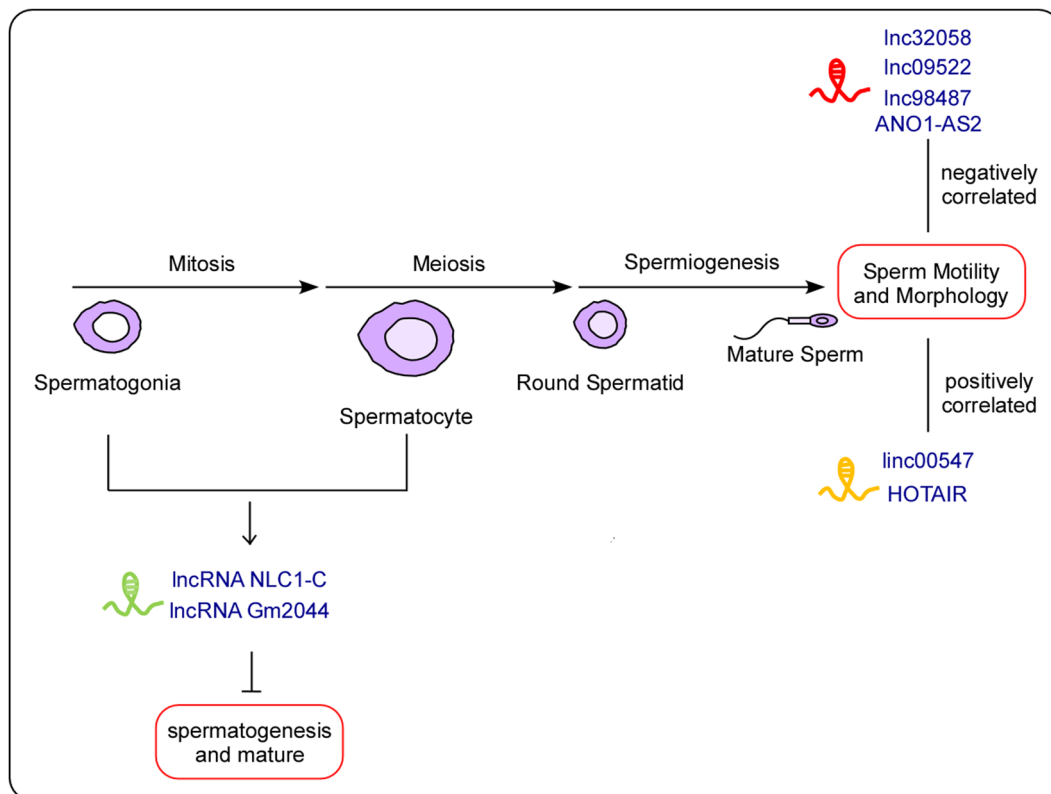 lnc32058
lnc09522
lnc98487
ANO1-AS2
negatively
correlated
Mitosis
Meiosis
Spermiogenesis
Sperm Motility
and Morphology
Spermatogonia
Spermatocyte
Round Spermatid
Mature Sperm
positively
correlated
linc00547
HOTAIR
lncRNA NLC1-C
lncRNA Gm2044
spermatogenesis
and mature